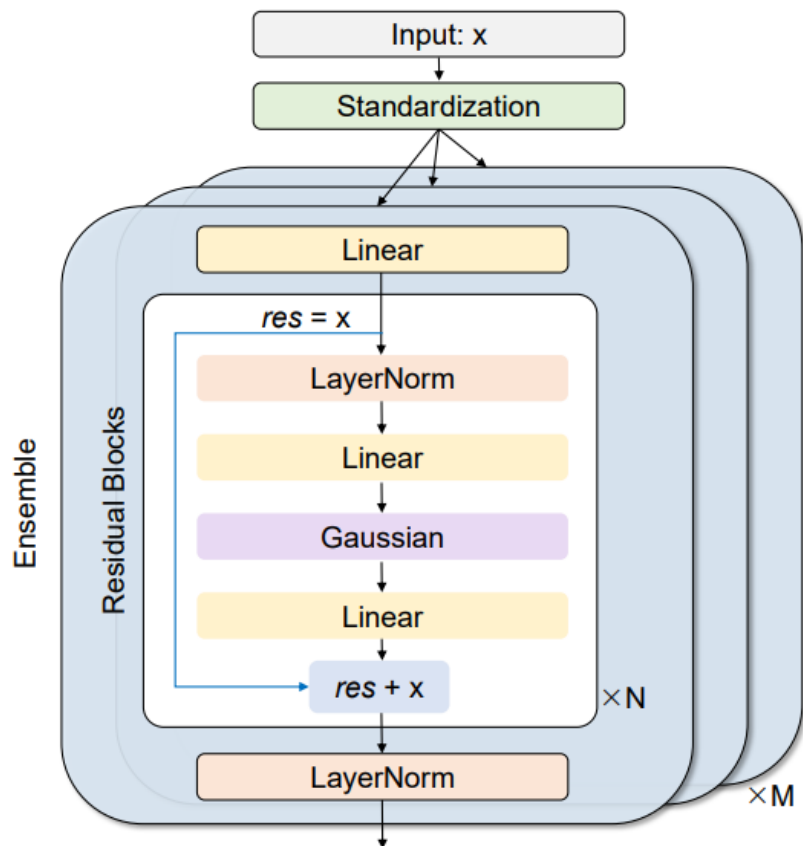 Input: x
Standardization
Linear
res = x
LayerNorm
Linear
Gaussian
Linear
res + x
×N
LayerNorm
×M
Residual Blocks
Ensemble